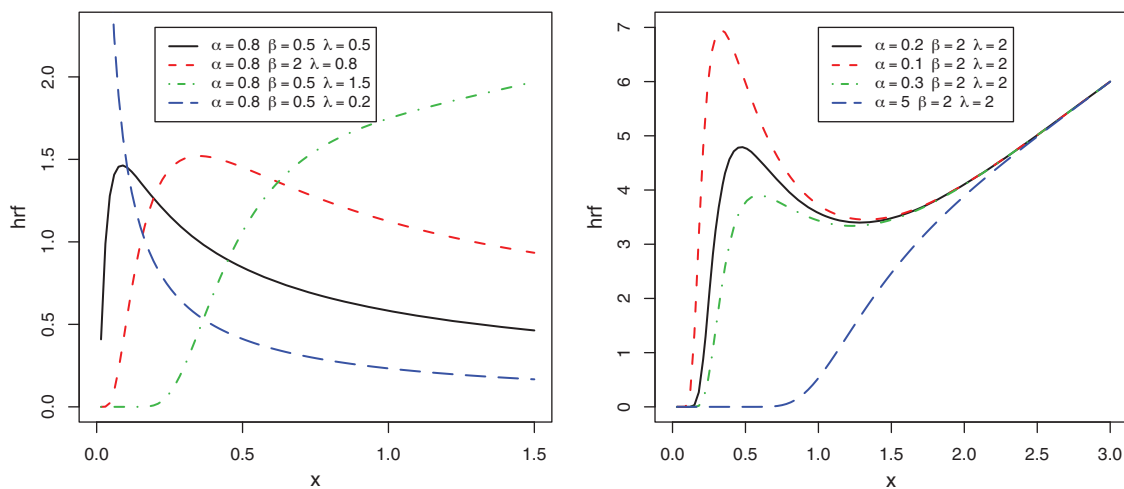 α = 0.8 β = 0.5 λ = 0.5
α = 0.8 β = 2 λ = 0.8
α = 0.8 β = 0.5 λ = 1.5
α = 0.8 β = 0.5 λ = 0.2
hrf
2.0
1.5
1.0
0.5
0.0
0.0 0.5 1.0 1.5
x
α = 0.2 β = 2 λ = 2
α = 0.1 β = 2 λ = 2
α = 0.3 β = 2 λ = 2
α = 5 β = 2 λ = 2
hrf
7
6
5
4
3
2
1
0
0.0 0.5 1.0 1.5 2.0 2.5 3.0
x